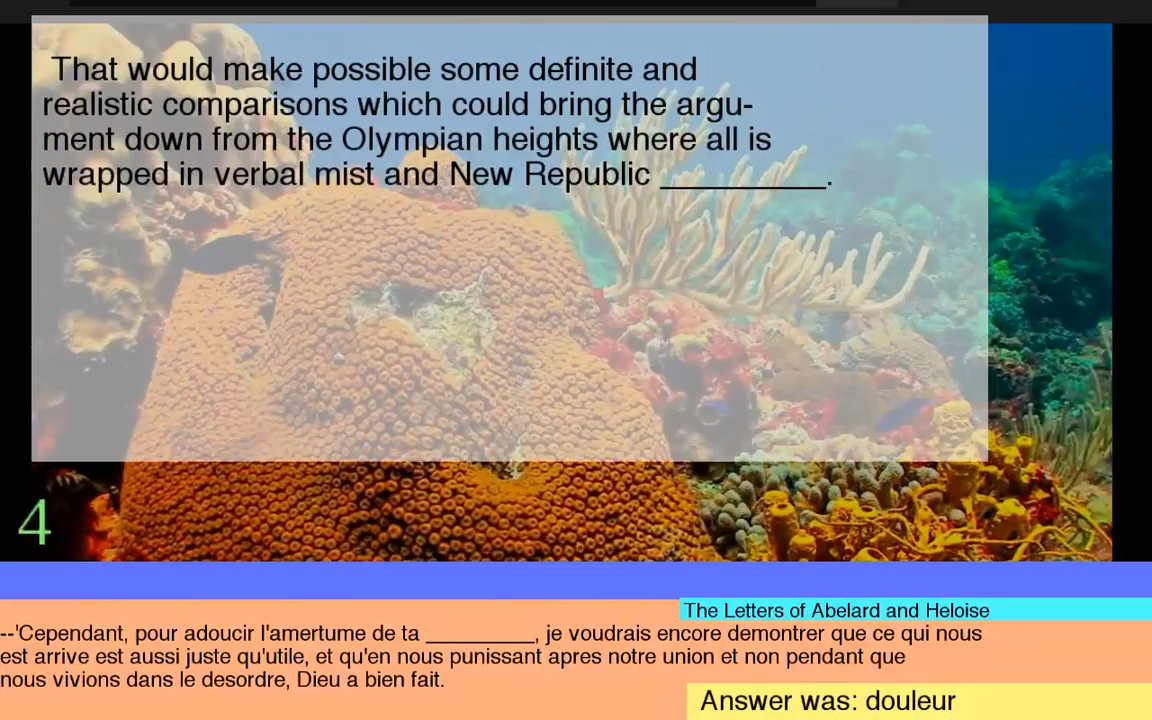 That would make possible some definite and
realistic comparisons which could bring the argu-
ment down from the Olympian heights where all is
wrapped in verbal mist and New Republic __________.
4
The Letters of Abelard and Heloise
--'Cependant, pour adoucir l'amertume de ta _________, je voudrais encore demontrer que ce qui nous
est arrive est aussi juste qu'utile, et qu'en nous punissant apres notre union et non pendant que
nous vivions dans le desordre, Dieu a bien fait.
Answer was: douleur